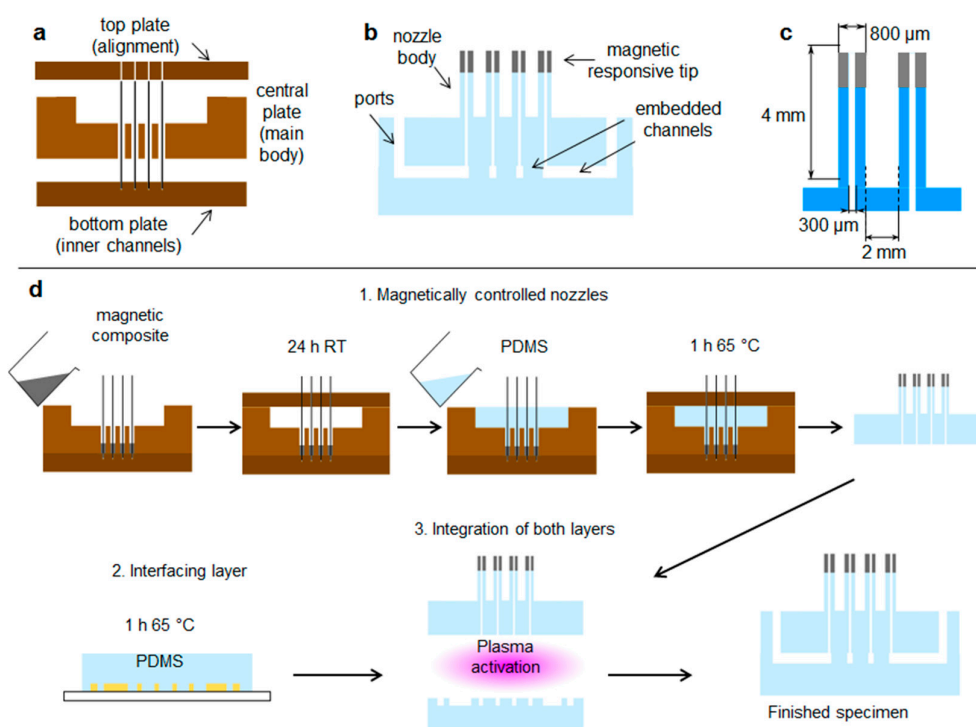 a
top plate
(alignment)
central
plate
(main
body)
bottom plate
(inner channels)
b
nozzle
body
magnetic
responsive tip
ports
embedded
channels
c
800 µm
4 mm
300 µm
2 mm
d
1. Magnetically controlled nozzles
magnetic
composite
24 h RT
PDMS
1 h 65 °C
2. Interfacing layer
1 h 65 °C
PDMS
3. Integration of both layers
Plasma
activation
Finished specimen